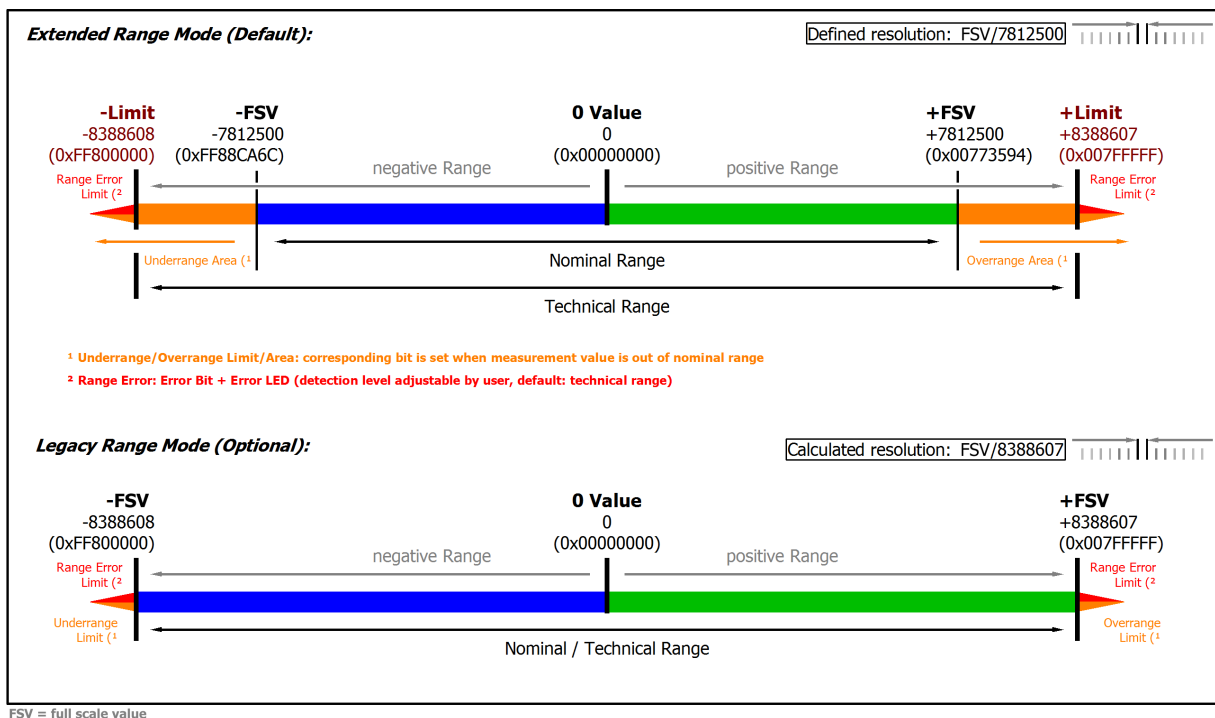 Extended Range Mode (Default):
Defined resolution: FSV/7812500
-Limit
-8388608
(0xFF800000)
-FSV
-7812500
(0xFF88CA6C)
0 Value
0
(0x00000000)
+FSV
+7812500
(0x00773594)
+Limit
+8388607
(0x007FFFFF)
negative Range
positive Range
Range Error
Limit (²
Range Error
Limit (²
Underrange Area (¹
Nominal Range
Overrange Area (¹
Technical Range
¹ Underrange/Overrange Limit/Area: corresponding bit is set when measurement value is out of nominal range
² Range Error: Error Bit + Error LED (detection level adjustable by user, default: technical range)
Legacy Range Mode (Optional):
Calculated resolution: FSV/8388607
-FSV
-8388608
(0xFF800000)
0 Value
0
(0x00000000)
+FSV
+8388607
(0x007FFFFF)
negative Range
positive Range
Range Error
Limit (²
Range Error
Limit (²
Underrange
Limit (¹
Overrange
Limit (¹
Nominal / Technical Range
FSV = full scale value